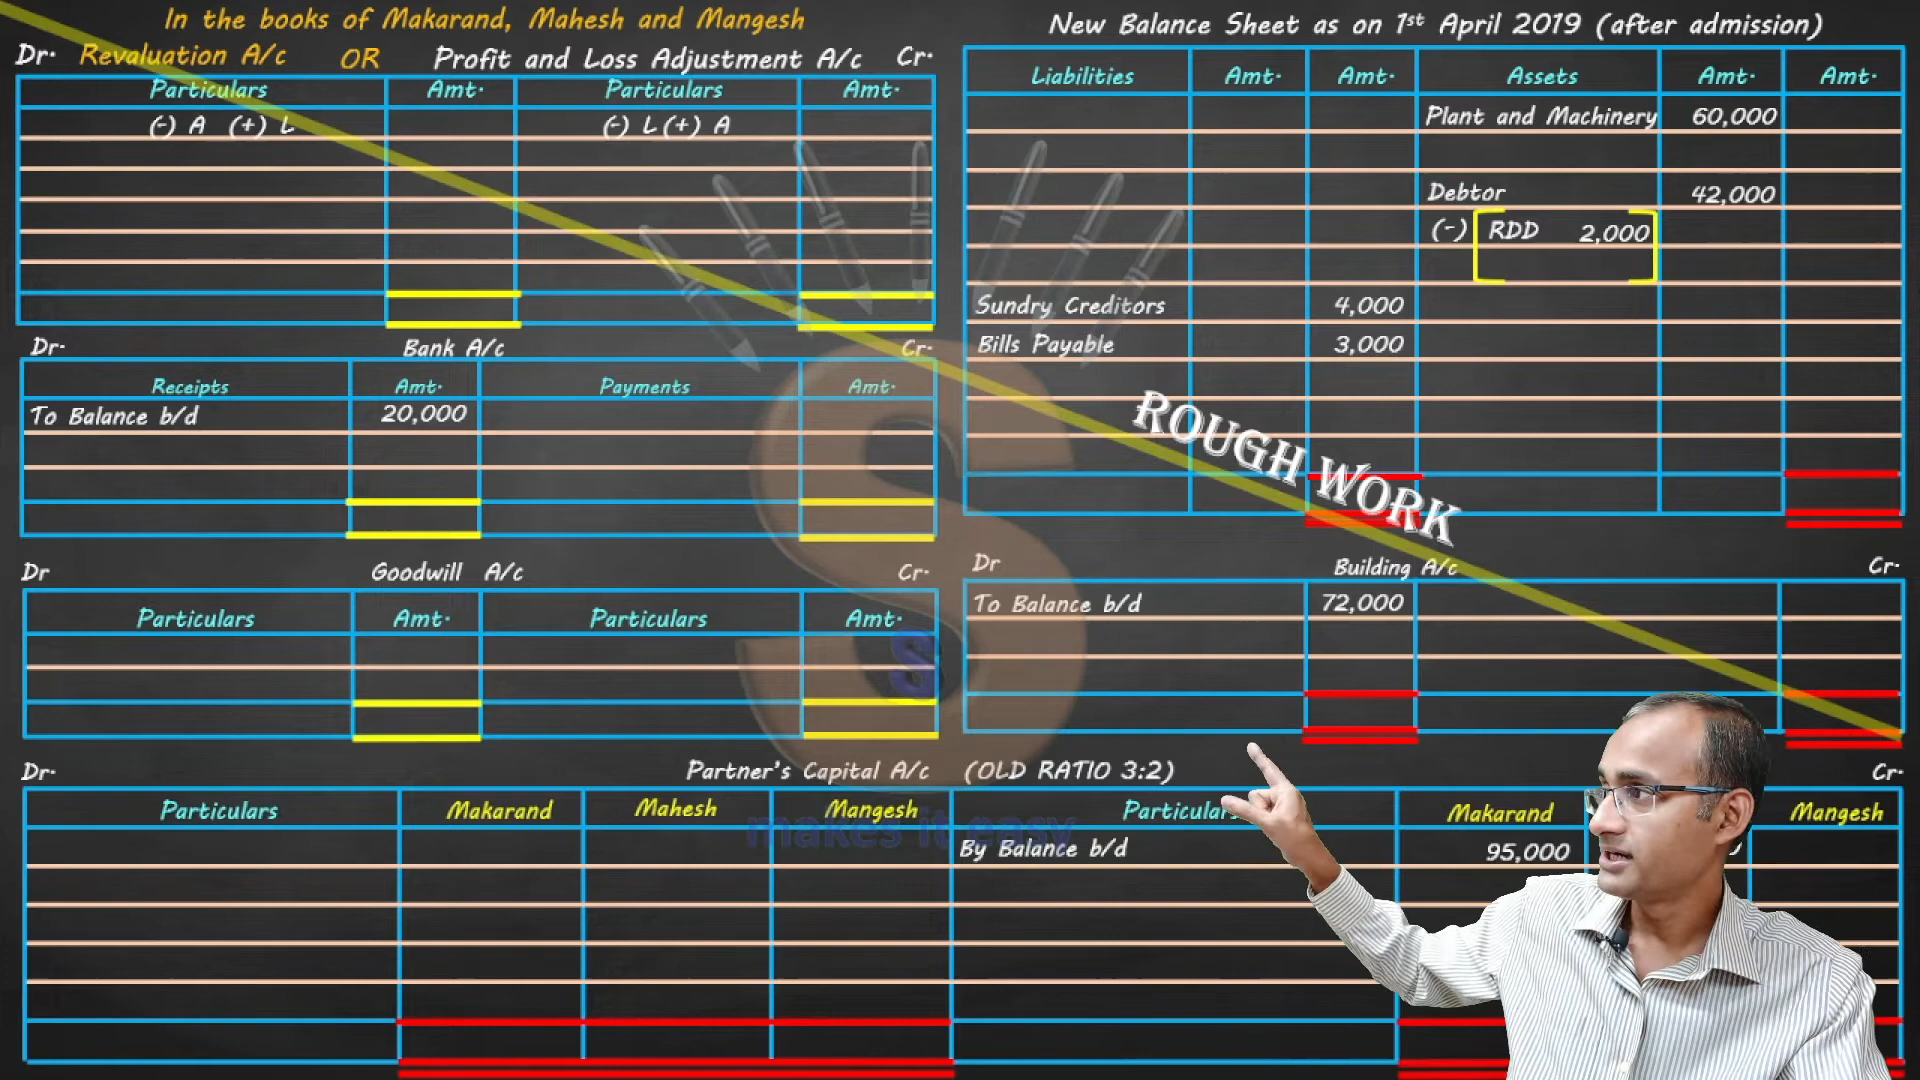 In the books of Makarand, Mahesh and Mangesh
Dr. Revaluation A/c OR Profit and Loss Adjustment A/c Cr.
Particulars Amt. Particulars Amt.
(-) A (+) L (-) L (+) A
Dr. Bank A/c Cr.
Receipts Amt. Payments Amt.
To Balance b/d 20,000
Dr Goodwill A/c Cr.
Particulars Amt. Particulars Amt.
New Balance Sheet as on 1st April 2019 (after admission)
Liabilities Amt. Amt. Assets Amt. Amt.
Plant and Machinery 60,000
Debtor 42,000
(-) RDD 2,000
Sundry Creditors 4,000
Bills Payable 3,000
ROUGH WORK
Dr Building A/c Cr.
To Balance b/d 72,000
Dr. Partner's Capital A/c (OLD RATIO 3:2) Cr.
Particulars Makarand Mahesh Mangesh Particulars Makarand Mangesh
By Balance b/d 95,000
S
S
makes it easy